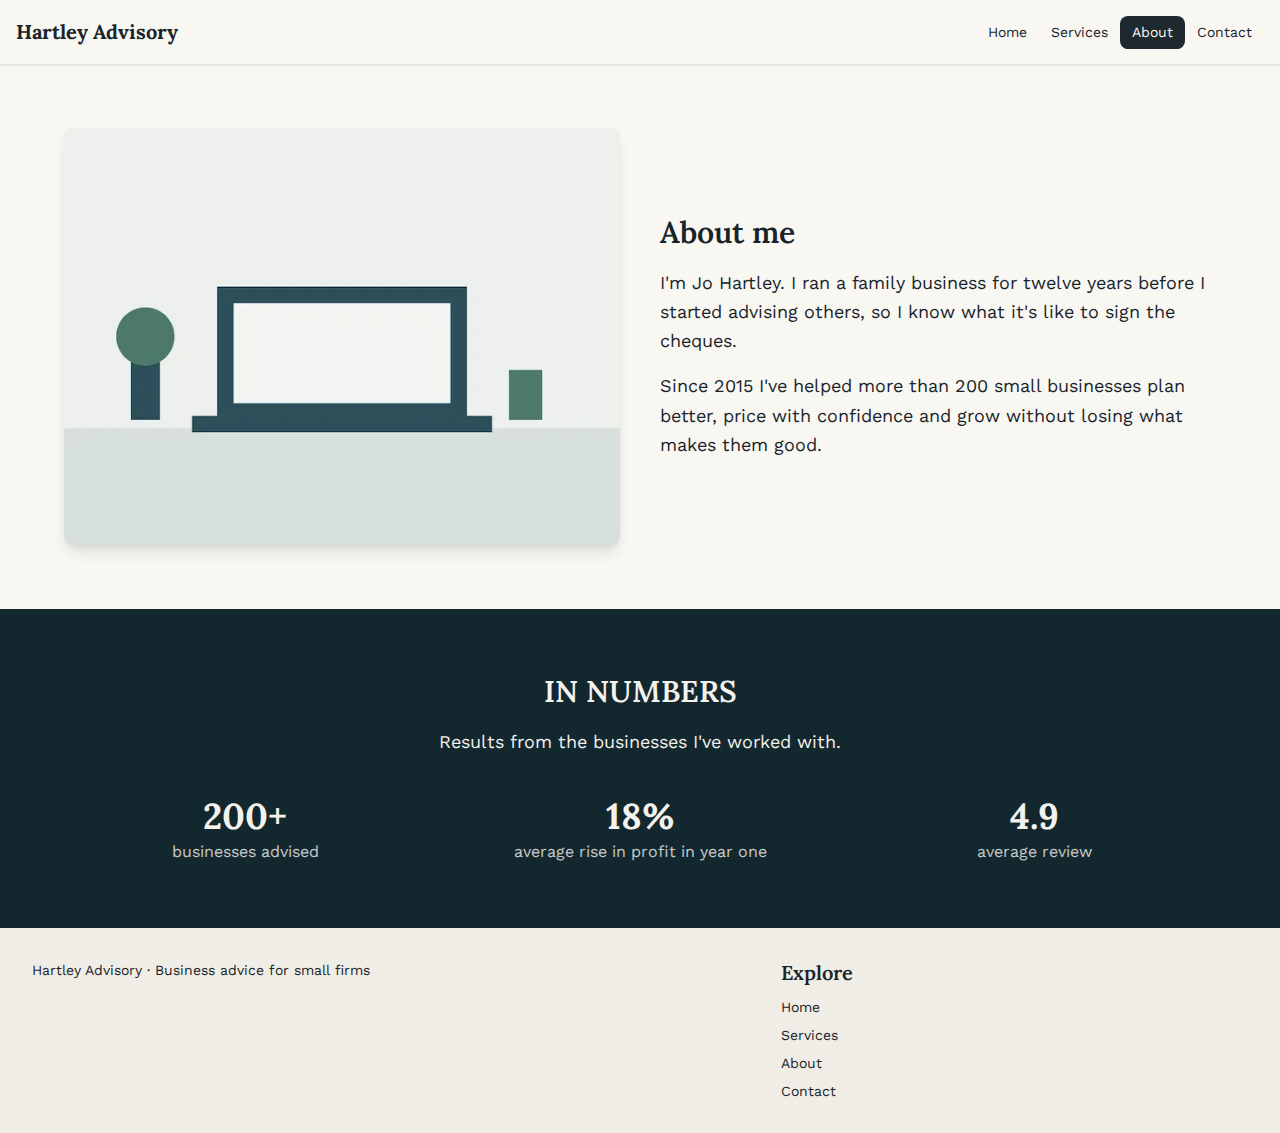 Hartley Advisory
Home
Services
About
Contact
About me
I'm Jo Hartley. I ran a family business for twelve years before I
started advising others, so I know what it's like to sign the
cheques.
Since 2015 I've helped more than 200 small businesses plan
better, price with confidence and grow without losing what
makes them good.
IN NUMBERS
Results from the businesses I've worked with.
200+
businesses advised
18%
average rise in profit in year one
4.9
average review
Hartley Advisory · Business advice for small firms
Explore
Home
Services
About
Contact